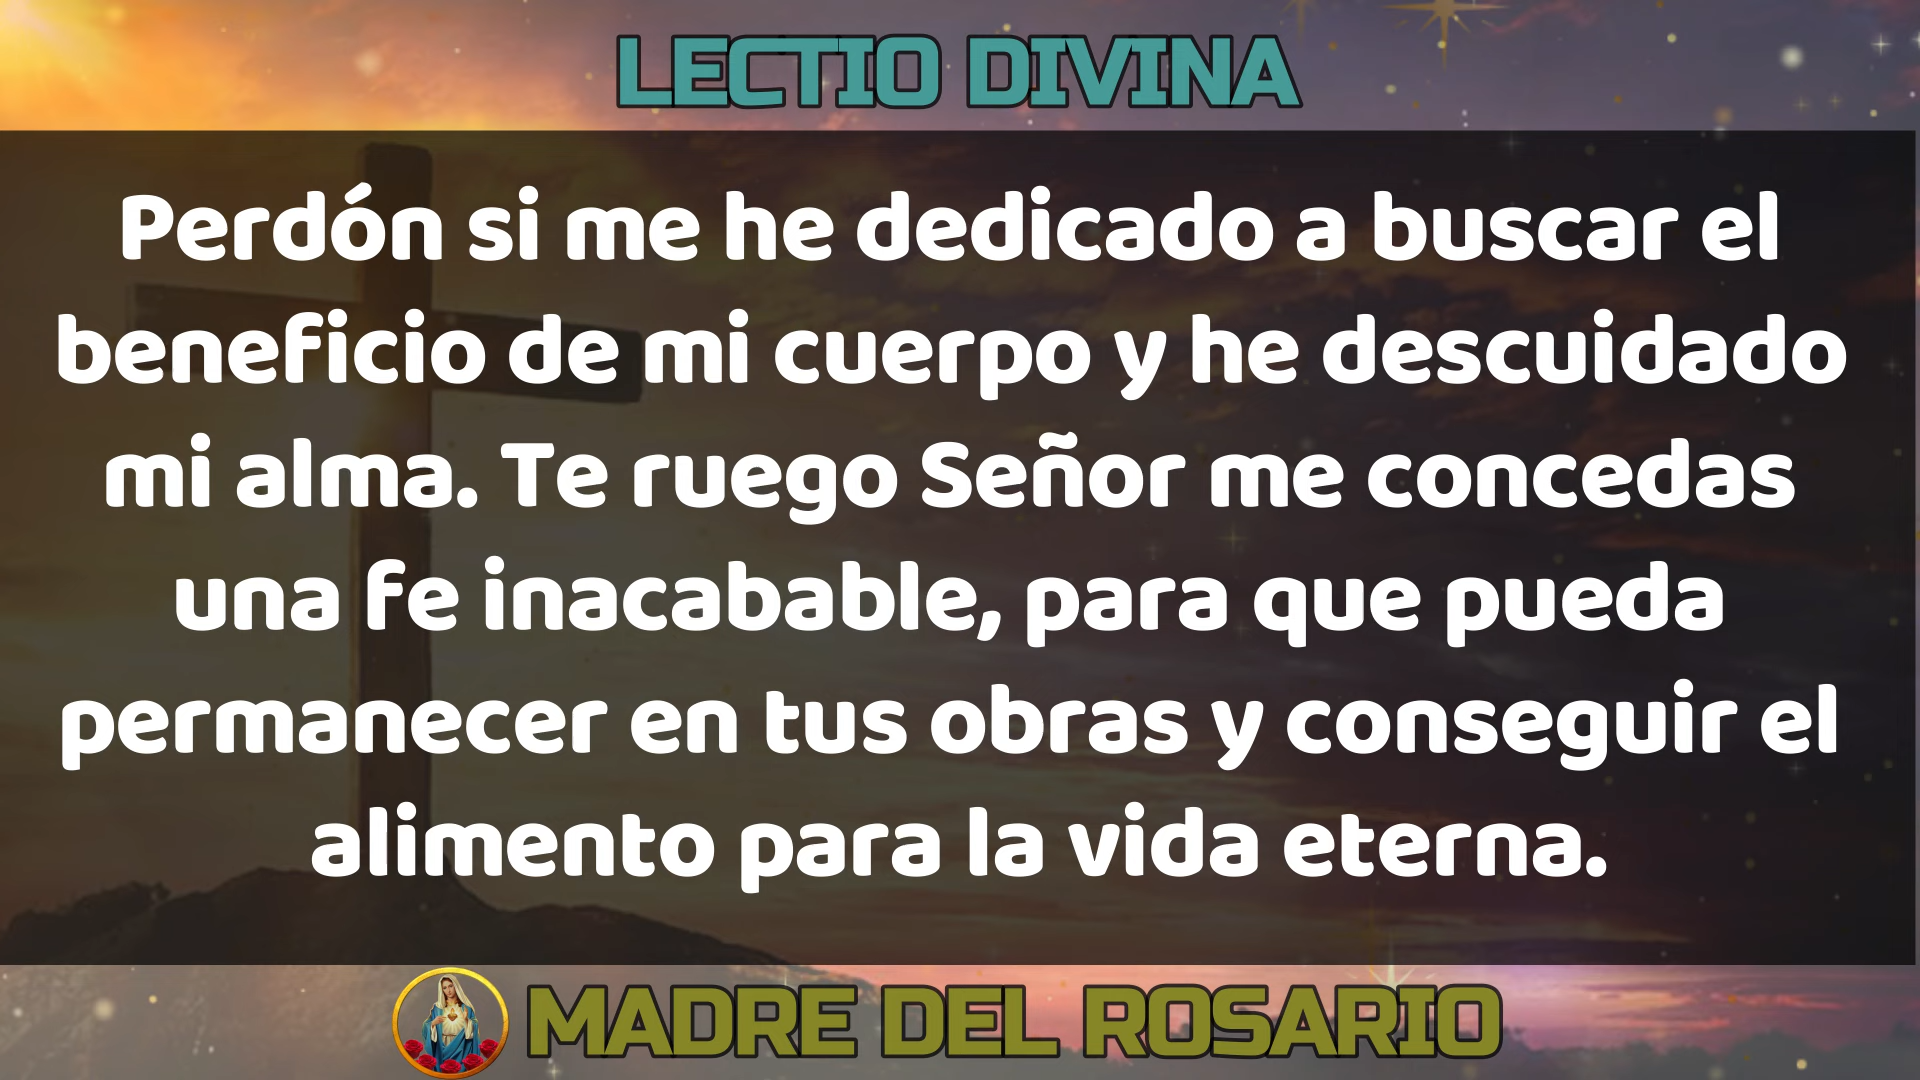 LECTIO DIVINA
Perdón si me he dedicado a buscar el
beneficio de mi cuerpo y he descuidado
mi alma. Te ruego Señor me concedas
una fe inacabable, para que pueda
permanecer en tus obras y conseguir el
alimento para la vida eterna.
MADRE DEL ROSARIO